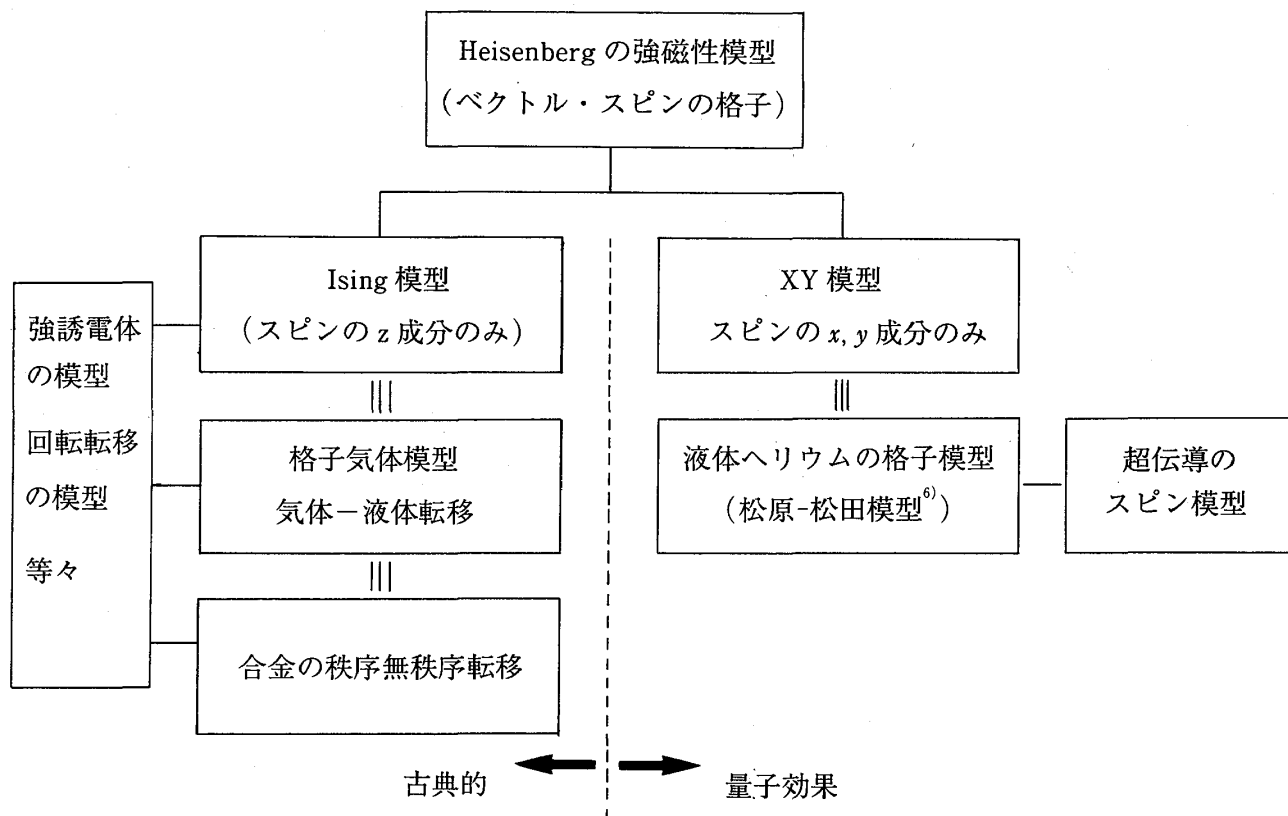 Heisenberg の強磁性模型
（ベクトル・スピンの格子）
Ising 模型
（スピンの z 成分のみ）
XY 模型
スピンの x, y 成分のみ
強誘電体
の模型
回転転移
の模型
等々
|||
|||
格子気体模型
気体－液体転移
液体ヘリウムの格子模型
（松原-松田模型6)）
超伝導の
スピン模型
|||
合金の秩序無秩序転移
古典的
量子効果